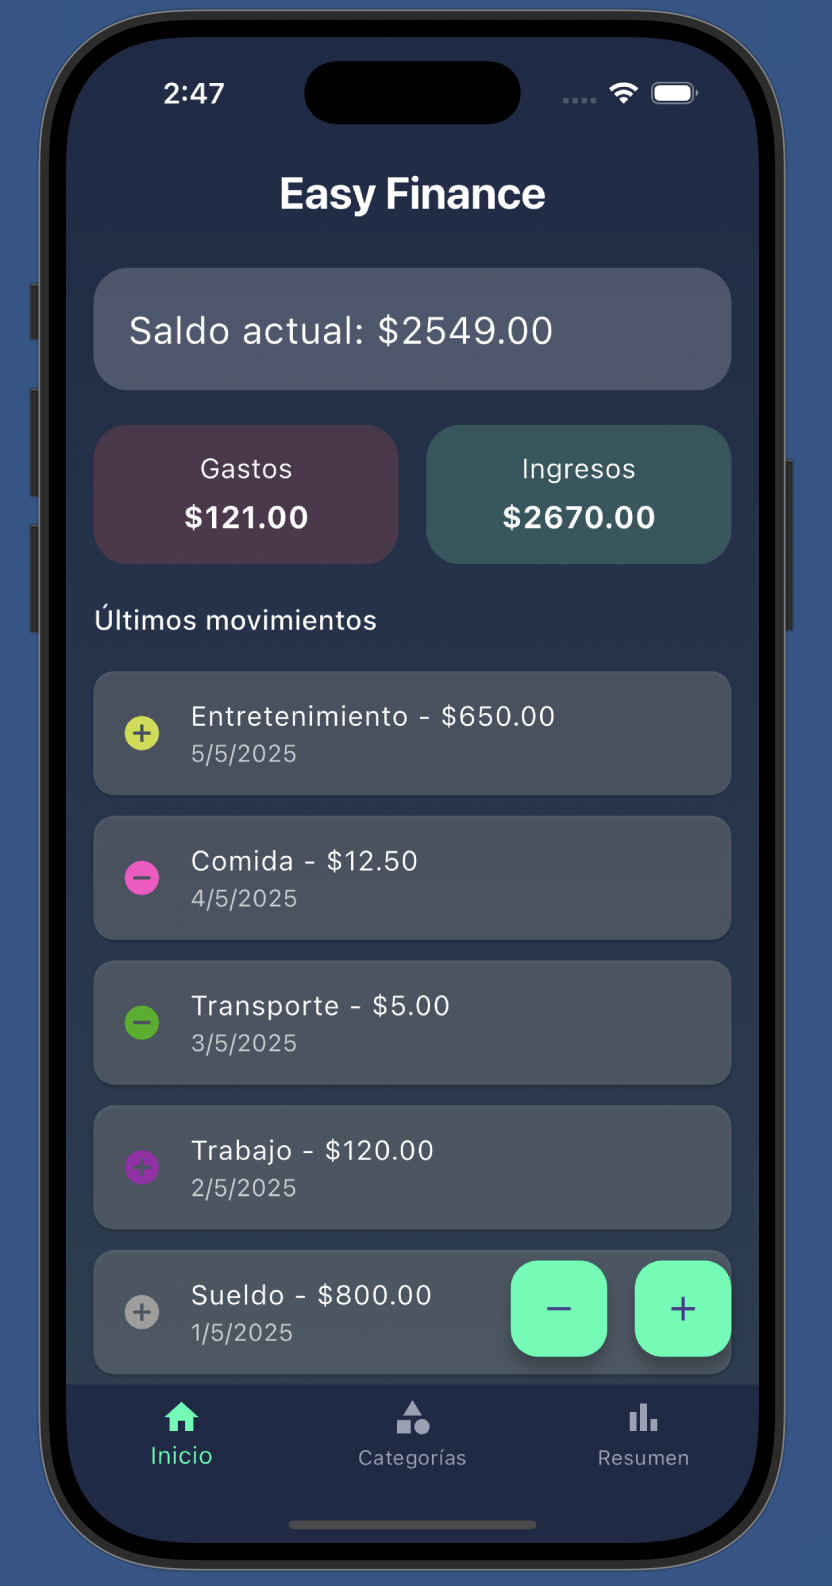 2:47
Easy Finance
Saldo actual: $2549.00
Gastos
$121.00
Ingresos
$2670.00
Últimos movimientos
Entretenimiento - $650.00
5/5/2025
Comida - $12.50
4/5/2025
Transporte - $5.00
3/5/2025
Trabajo - $120.00
2/5/2025
Sueldo - $800.00
1/5/2025
Inicio
Categorías
Resumen